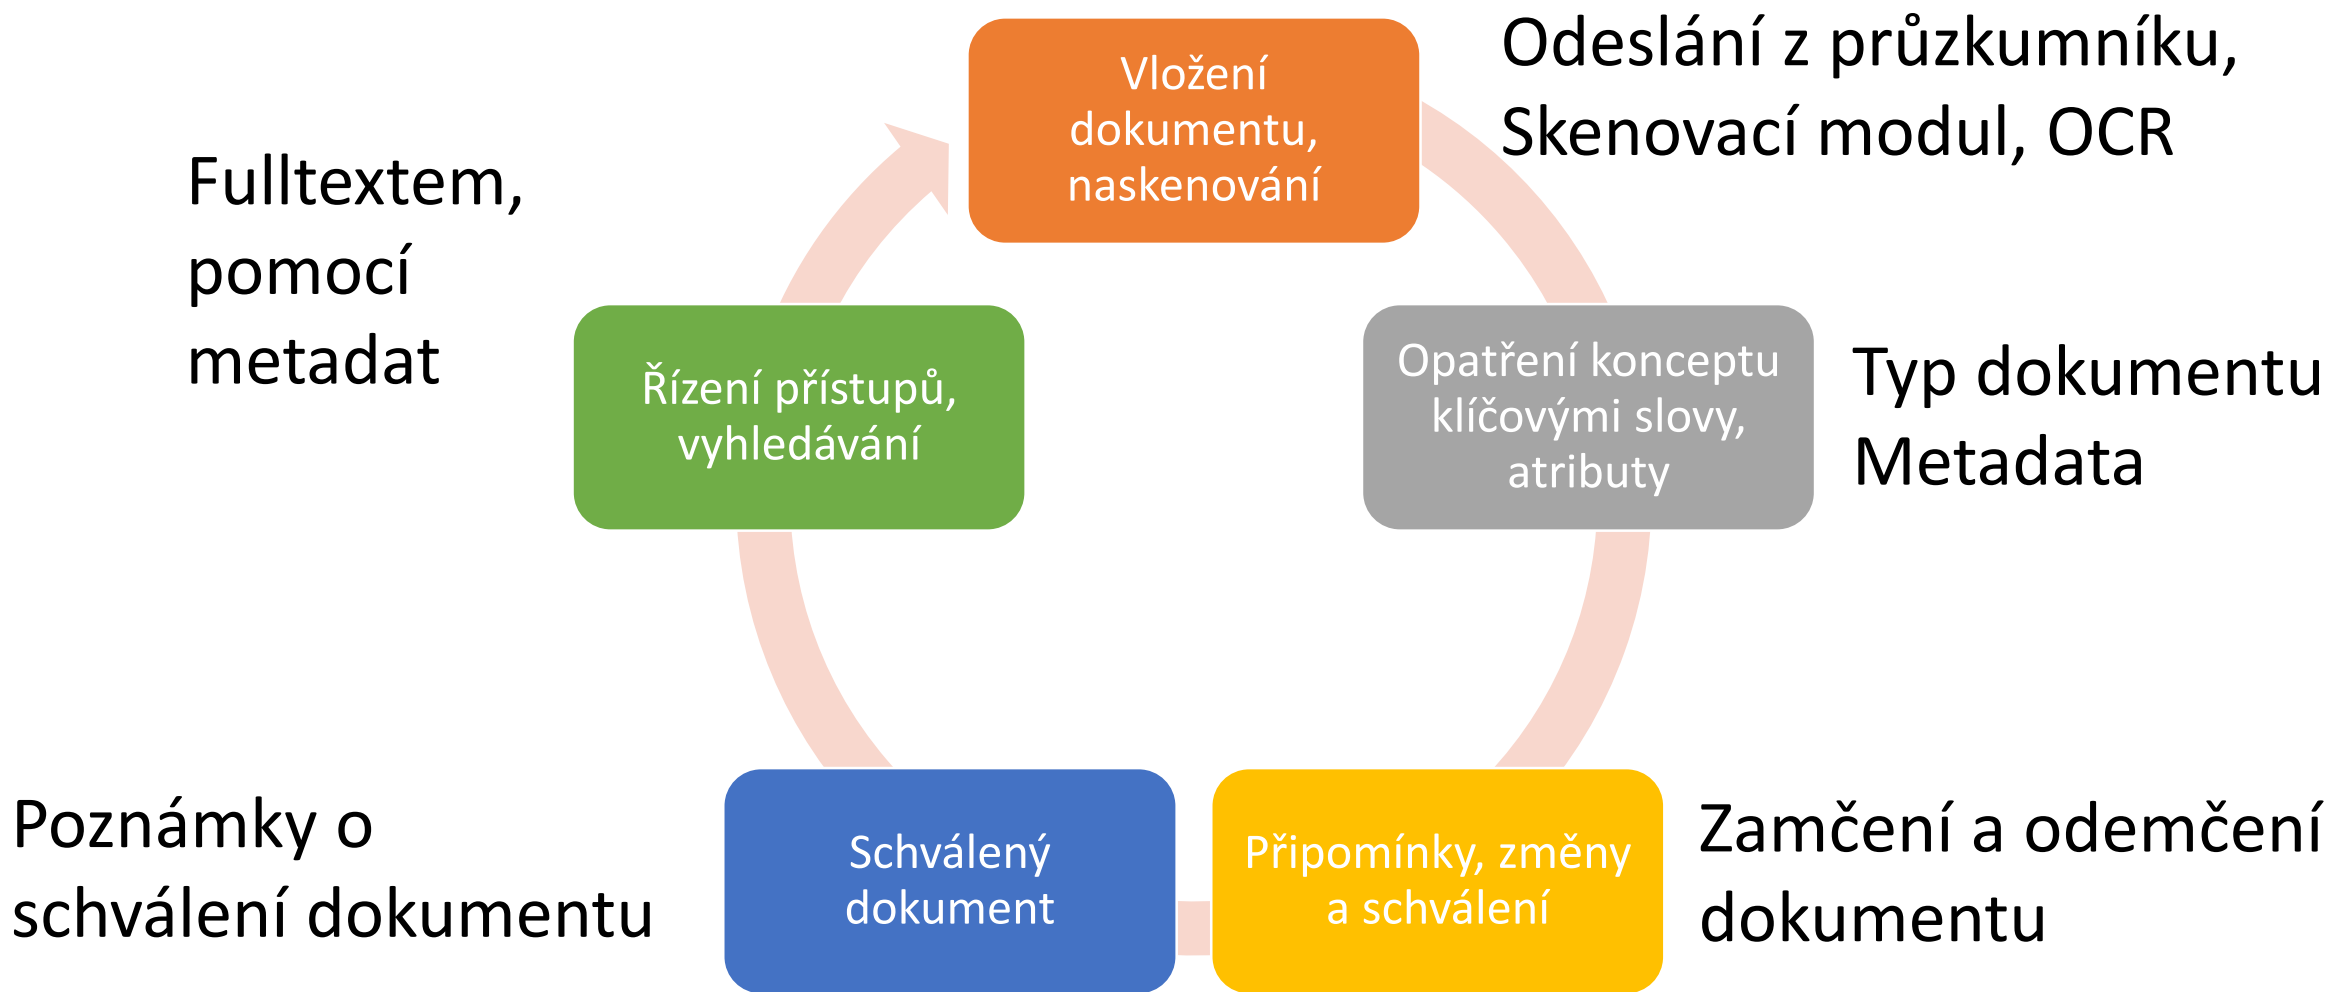 Vložení
dokumentu,
naskenování
Odeslání z průzkumníku,
Skenovací modul, OCR
Opatření konceptu
klíčovými slovy,
atributy
Typ dokumentu
Metadata
Připomínky, změny
a schválení
Zamčení a odemčení
dokumentu
Schválený
dokument
Poznámky o
schválení dokumentu
Řízení přístupů,
vyhledávání
Fulltextem,
pomocí
metadat